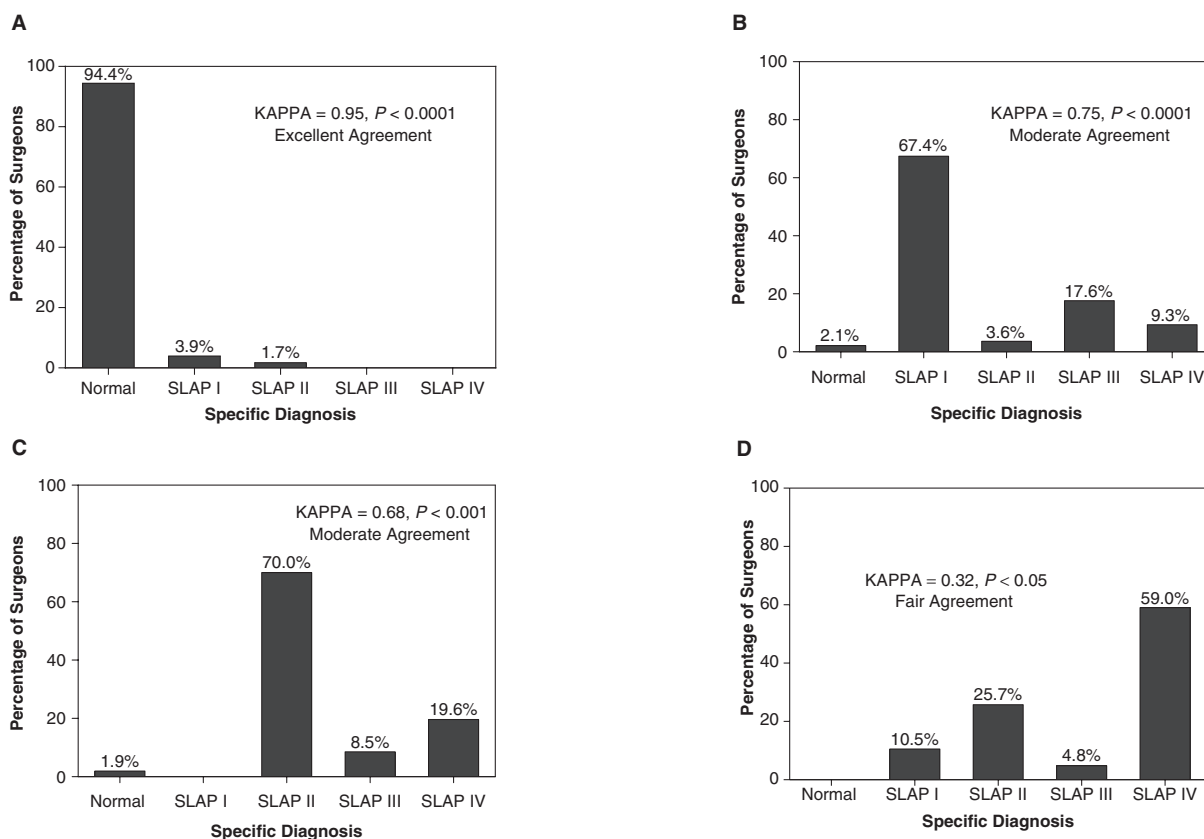 A
Percentage of Surgeons
100
80
60
40
20
0
94.4%
3.9%
1.7%
KAPPA = 0.95, P < 0.0001
Excellent Agreement
Normal SLAP I SLAP II SLAP III SLAP IV
Specific Diagnosis
B
Percentage of Surgeons
100
80
60
40
20
0
2.1%
67.4%
3.6%
17.6%
9.3%
KAPPA = 0.75, P < 0.0001
Moderate Agreement
Normal SLAP I SLAP II SLAP III SLAP IV
Specific Diagnosis
C
Percentage of Surgeons
100
80
60
40
20
0
1.9%
70.0%
8.5%
19.6%
KAPPA = 0.68, P < 0.001
Moderate Agreement
Normal SLAP I SLAP II SLAP III SLAP IV
Specific Diagnosis
D
Percentage of Surgeons
100
80
60
40
20
0
10.5%
25.7%
4.8%
59.0%
KAPPA = 0.32, P < 0.05
Fair Agreement
Normal SLAP I SLAP II SLAP III SLAP IV
Specific Diagnosis